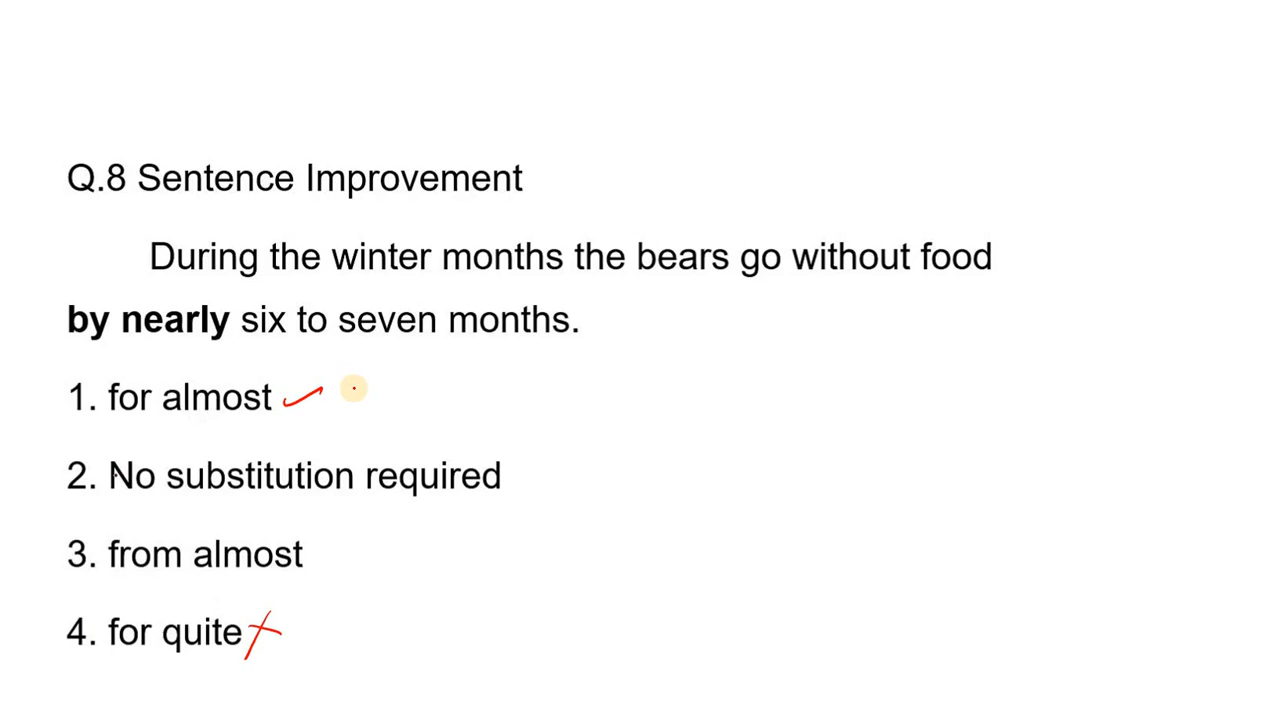 Q.8 Sentence Improvement
During the winter months the bears go without food
by nearly six to seven months.
1. for almost
2. No substitution required
3. from almost
4. for quite